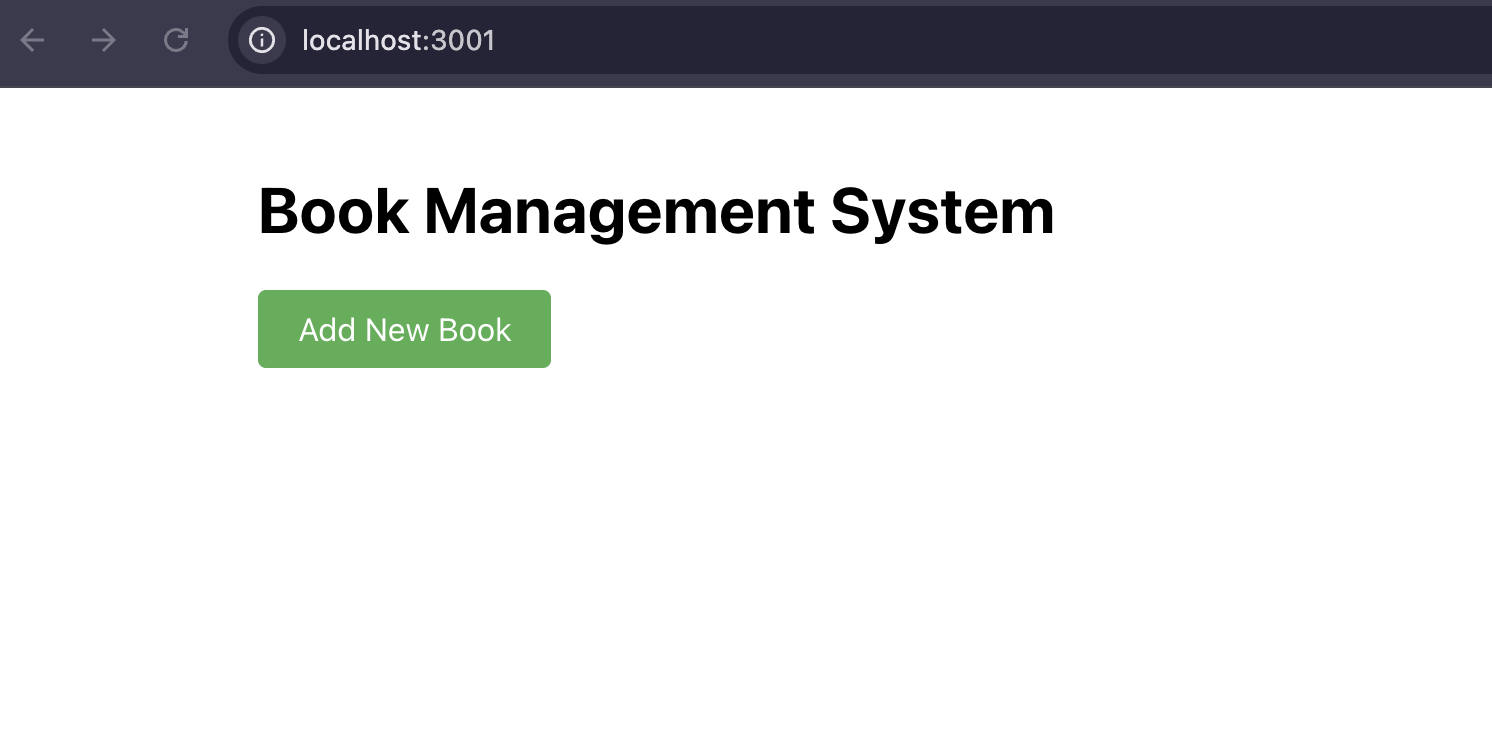 localhost:3001
Book Management System
Add New Book